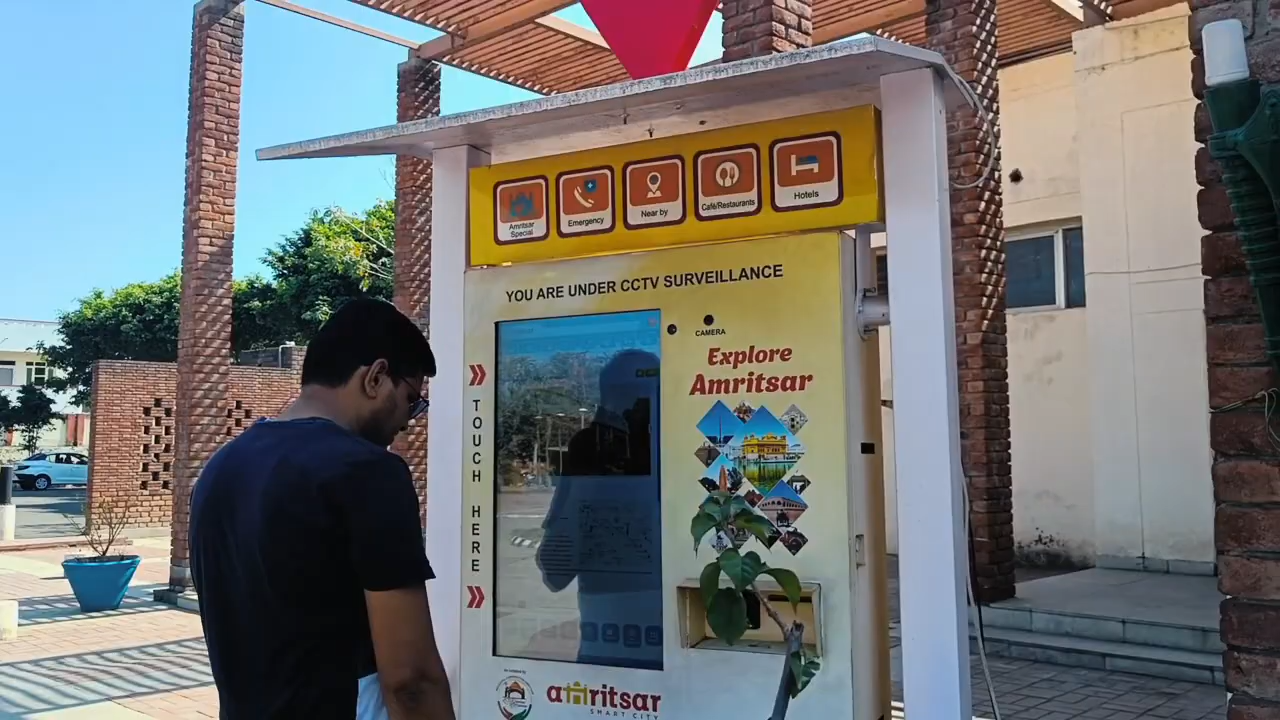 Amritsar
Special
Emergency
Near by
Café/Restaurants
Hotels
YOU ARE UNDER CCTV SURVEILLANCE
CAMERA
Explore
Amritsar
TOUCH HERE
amritsar
SMART CITY